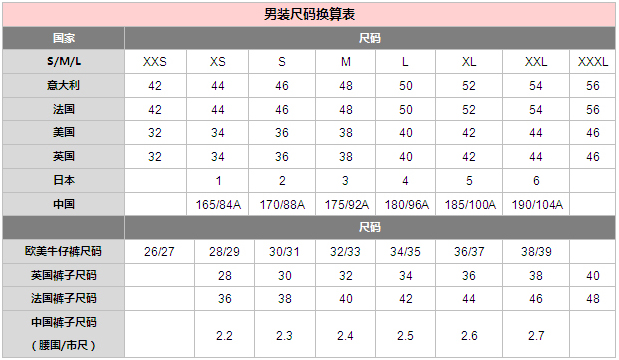 男装尺码换算表
国家 尺码
S/M/L XXS XS S M L XL XXL XXXL
意大利 42 44 46 48 50 52 54 56
法国 42 44 46 48 50 52 54 56
美国 32 34 36 38 40 42 44 46
英国 32 34 36 38 40 42 44 46
日本 1 2 3 4 5 6
中国 165/84A 170/88A 175/92A 180/96A 185/100A 190/104A
尺码
欧美牛仔裤尺码 26/27 28/29 30/31 32/33 34/35 36/37 38/39
英国裤子尺码 28 30 32 34 36 38 40
法国裤子尺码 36 38 40 42 44 46 48
中国裤子尺码
（腰围/市尺） 2.2 2.3 2.4 2.5 2.6 2.7